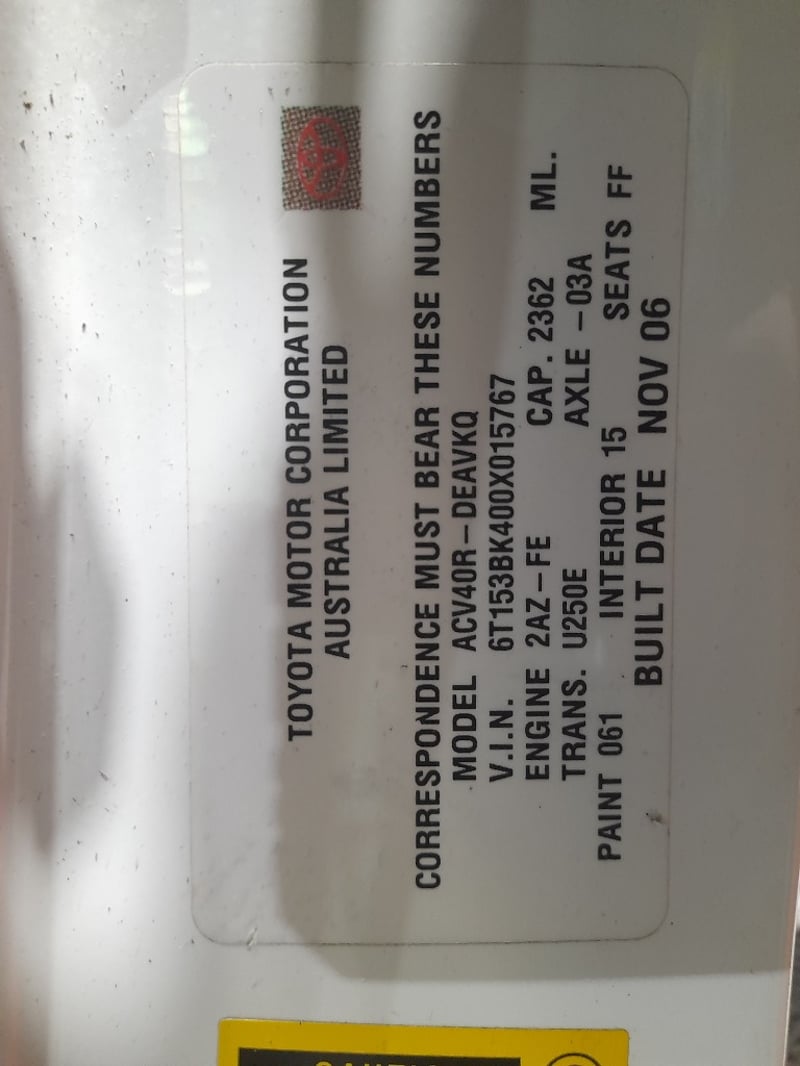 TOYOTA MOTOR CORPORATION
AUSTRALIA LIMITED
CORRESPONDENCE MUST BEAR THESE NUMBERS
MODEL ACV40R-DEAVKQ
V.I.N. 6T153BK400X015767
ENGINE 2AZ-FE CAP. 2362 ML.
TRANS. U250E AXLE -03A
PAINT 061 INTERIOR 15 SEATS FF
BUILT DATE NOV 06